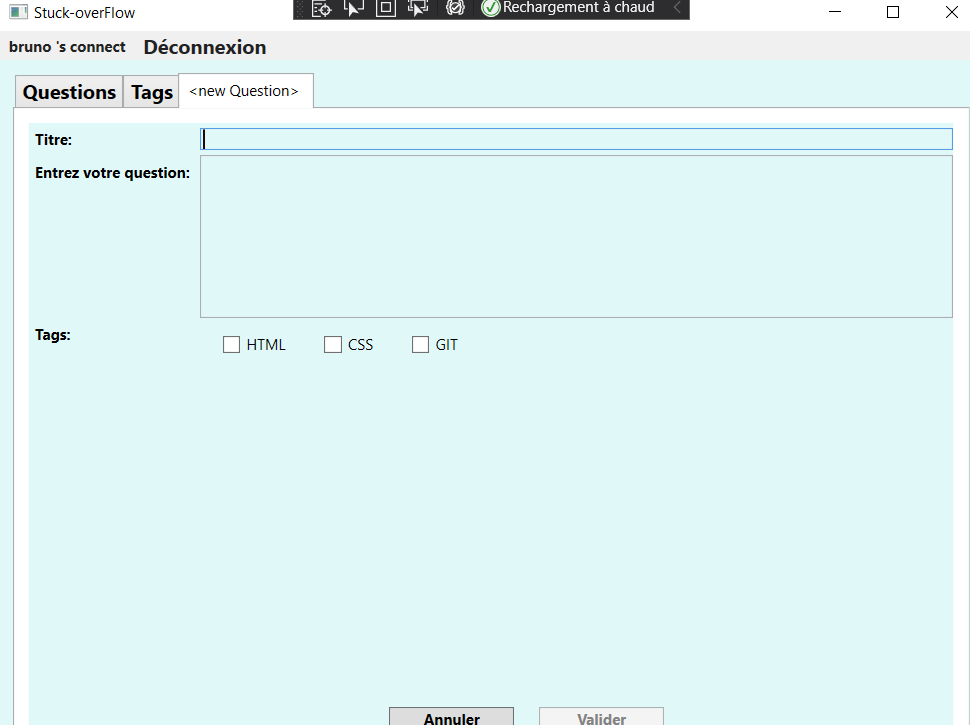 Stuck-overFlow
Rechargement à chaud
bruno 's connect Déconnexion
Questions Tags <new Question>
Titre:
Entrez votre question:
Tags:
HTML CSS GIT
Annuler Valider